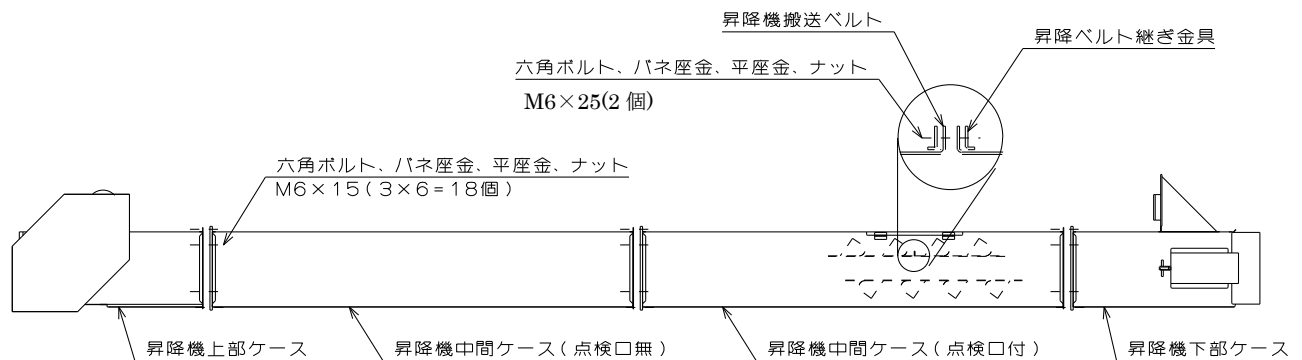 昇降機搬送ベルト
昇降ベルト継ぎ金具
六角ボルト、バネ座金、平座金、ナット
M6×25(2 個)
六角ボルト、バネ座金、平座金、ナット
M6×15(3×6=18個)
昇降機上部ケース
昇降機中間ケース(点検口無)
昇降機中間ケース(点検口付)
昇降機下部ケース